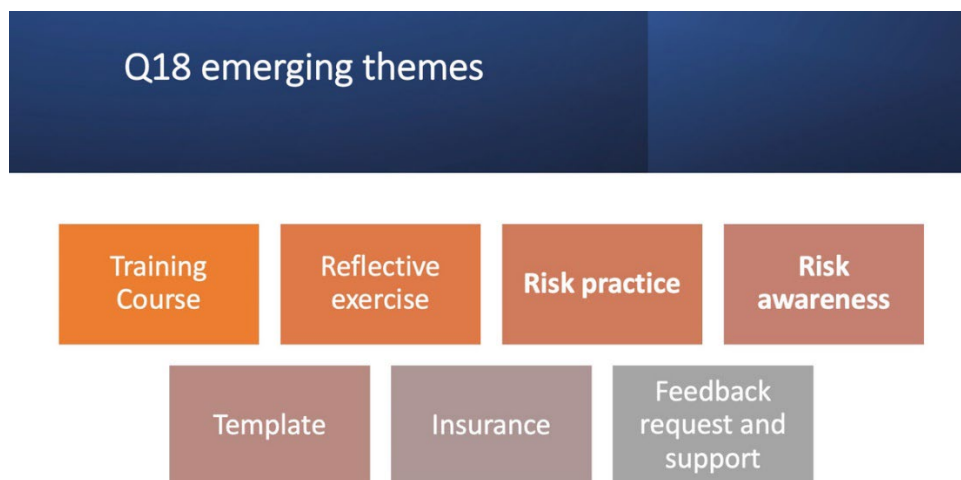 Q18 emerging themes
Training
Course
Reflective
exercise
Risk practice
Risk
awareness
Template
Insurance
Feedback
request and
support